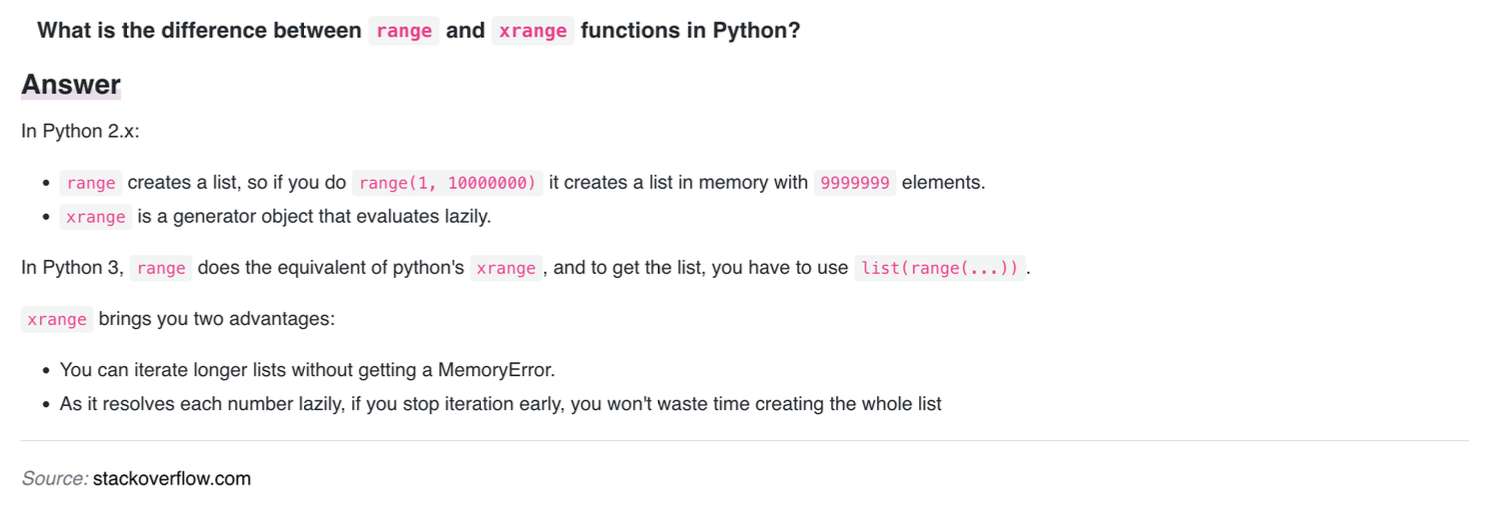 What is the difference between range and xrange functions in Python?
Answer
In Python 2.x:
• range creates a list, so if you do range(1, 10000000) it creates a list in memory with 9999999 elements.
• xrange is a generator object that evaluates lazily.
In Python 3, range does the equivalent of python's xrange, and to get the list, you have to use list(range(...)).
xrange brings you two advantages:
• You can iterate longer lists without getting a MemoryError.
• As it resolves each number lazily, if you stop iteration early, you won't waste time creating the whole list
Source: stackoverflow.com